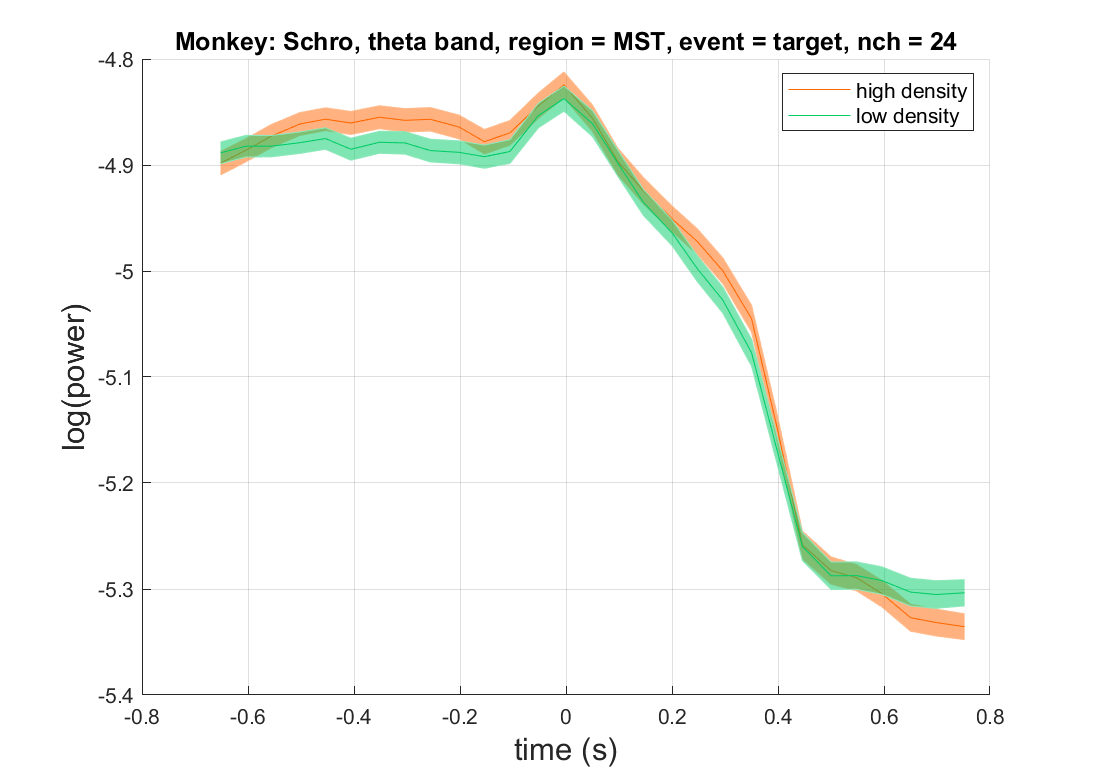 Monkey: Schro, theta band, region = MST, event = target, nch = 24
high density
low density
log(power)
-4.8
-4.9
-5
-5.1
-5.2
-5.3
-5.4
-0.8 -0.6 -0.4 -0.2 0 0.2 0.4 0.6 0.8
time (s)